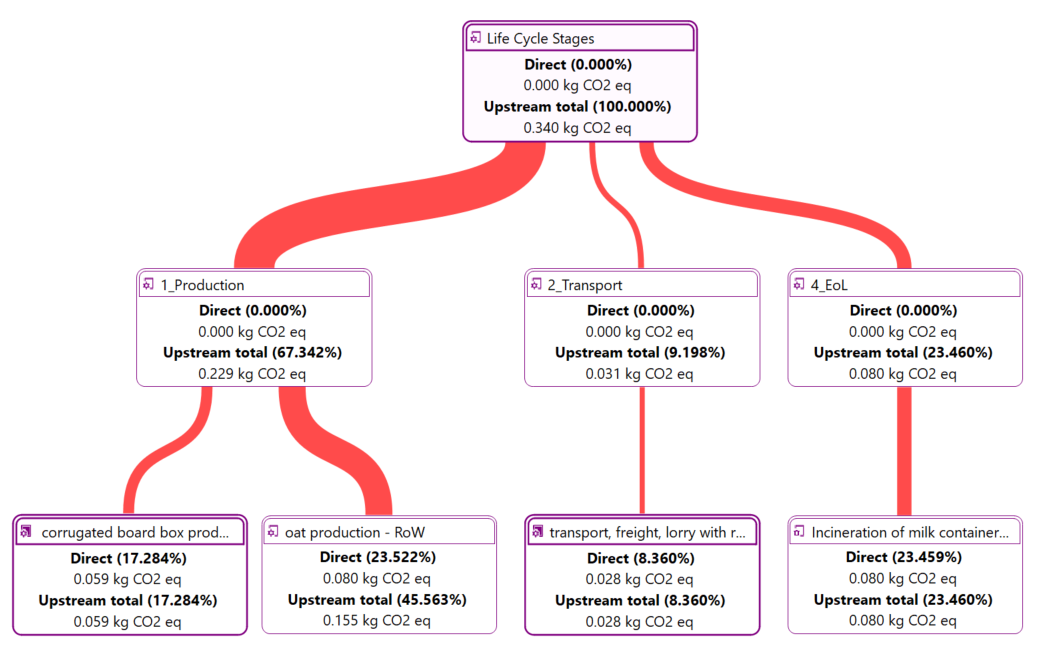 Life Cycle Stages
Direct (0.000%)
0.000 kg CO2 eq
Upstream total (100.000%)
0.340 kg CO2 eq
1_Production
Direct (0.000%)
0.000 kg CO2 eq
Upstream total (67.342%)
0.229 kg CO2 eq
2_Transport
Direct (0.000%)
0.000 kg CO2 eq
Upstream total (9.198%)
0.031 kg CO2 eq
4_EoL
Direct (0.000%)
0.000 kg CO2 eq
Upstream total (23.460%)
0.080 kg CO2 eq
corrugated board box prod...
Direct (17.284%)
0.059 kg CO2 eq
Upstream total (17.284%)
0.059 kg CO2 eq
oat production - RoW
Direct (23.522%)
0.080 kg CO2 eq
Upstream total (45.563%)
0.155 kg CO2 eq
transport, freight, lorry with r...
Direct (8.360%)
0.028 kg CO2 eq
Upstream total (8.360%)
0.028 kg CO2 eq
Incineration of milk container...
Direct (23.459%)
0.080 kg CO2 eq
Upstream total (23.460%)
0.080 kg CO2 eq